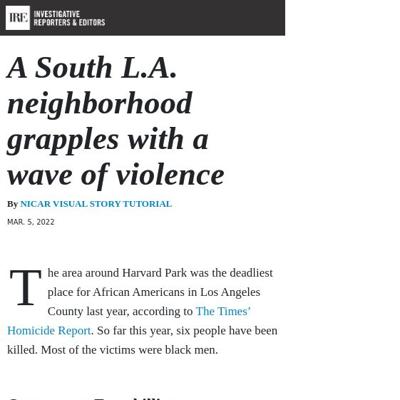 IRE INVESTIGATIVE
REPORTERS & EDITORS
A South L.A.
neighborhood
grapples with a
wave of violence
By NICAR VISUAL STORY TUTORIAL
MAR. 5, 2022
The area around Harvard Park was the deadliest
place for African Americans in Los Angeles
County last year, according to The Times’
Homicide Report. So far this year, six people have been
killed. Most of the victims were black men.